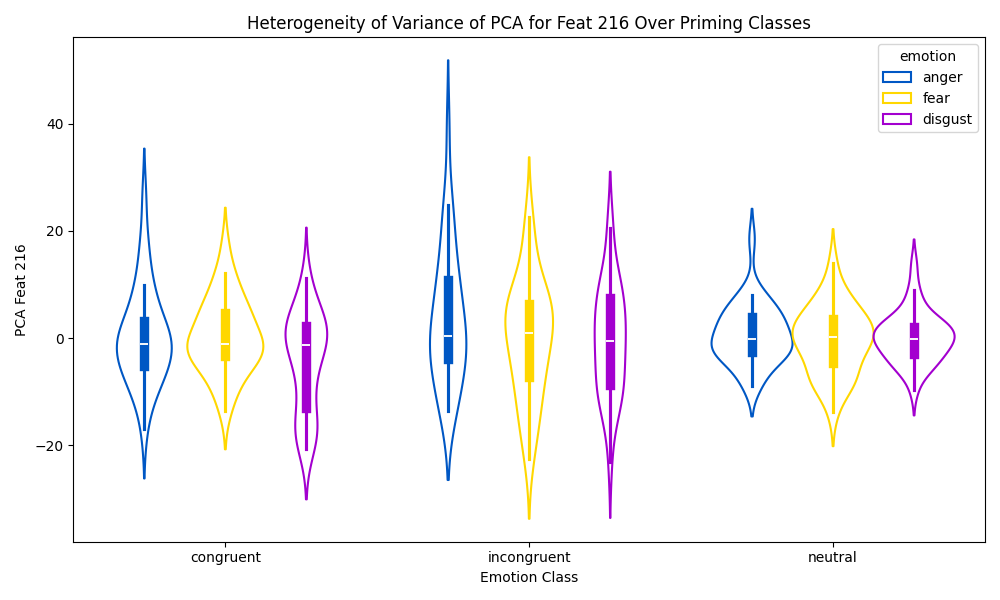 Heterogeneity of Variance of PCA for Feat 216 Over Priming Classes
emotion
anger
fear
disgust
40
20
0
−20
PCA Feat 216
congruent
incongruent
neutral
Emotion Class